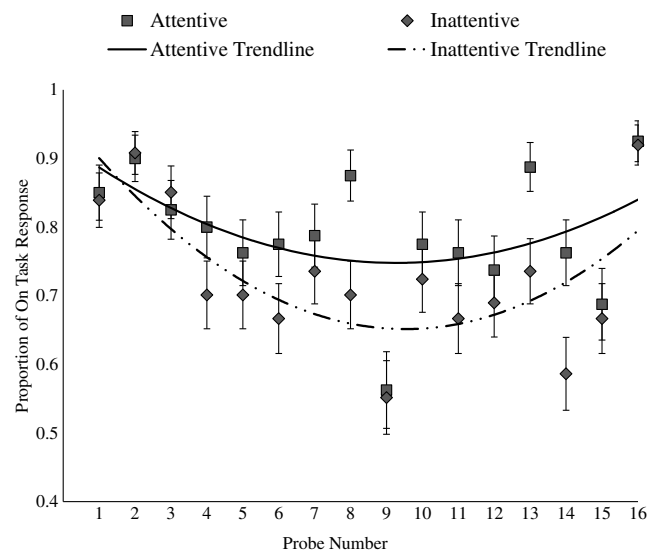 Attentive Inattentive
Attentive Trendline Inattentive Trendline
1
0.9
0.8
0.7
0.6
0.5
0.4
Proportion of On Task Response
1 2 3 4 5 6 7 8 9 10 11 12 13 14 15 16
Probe Number